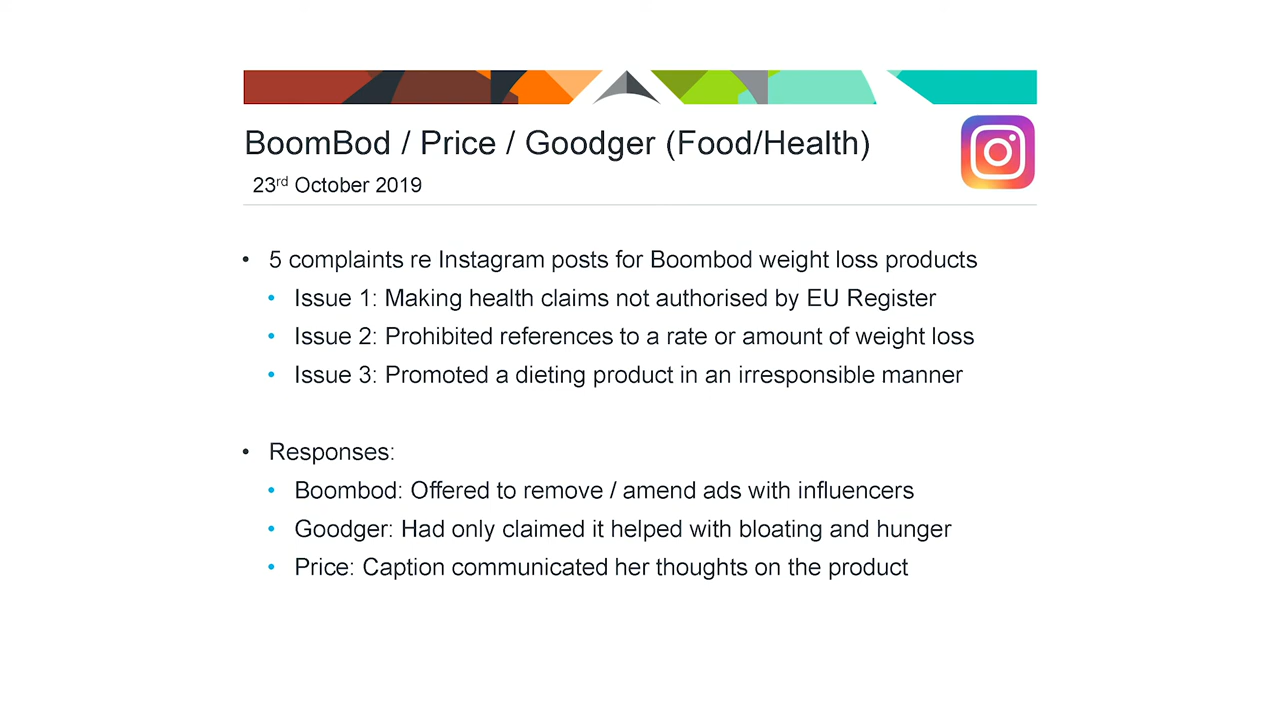 BoomBod / Price / Goodger (Food/Health)
23rd October 2019
• 5 complaints re Instagram posts for Boombod weight loss products
• Issue 1: Making health claims not authorised by EU Register
• Issue 2: Prohibited references to a rate or amount of weight loss
• Issue 3: Promoted a dieting product in an irresponsible manner
• Responses:
• Boombod: Offered to remove / amend ads with influencers
• Goodger: Had only claimed it helped with bloating and hunger
• Price: Caption communicated her thoughts on the product